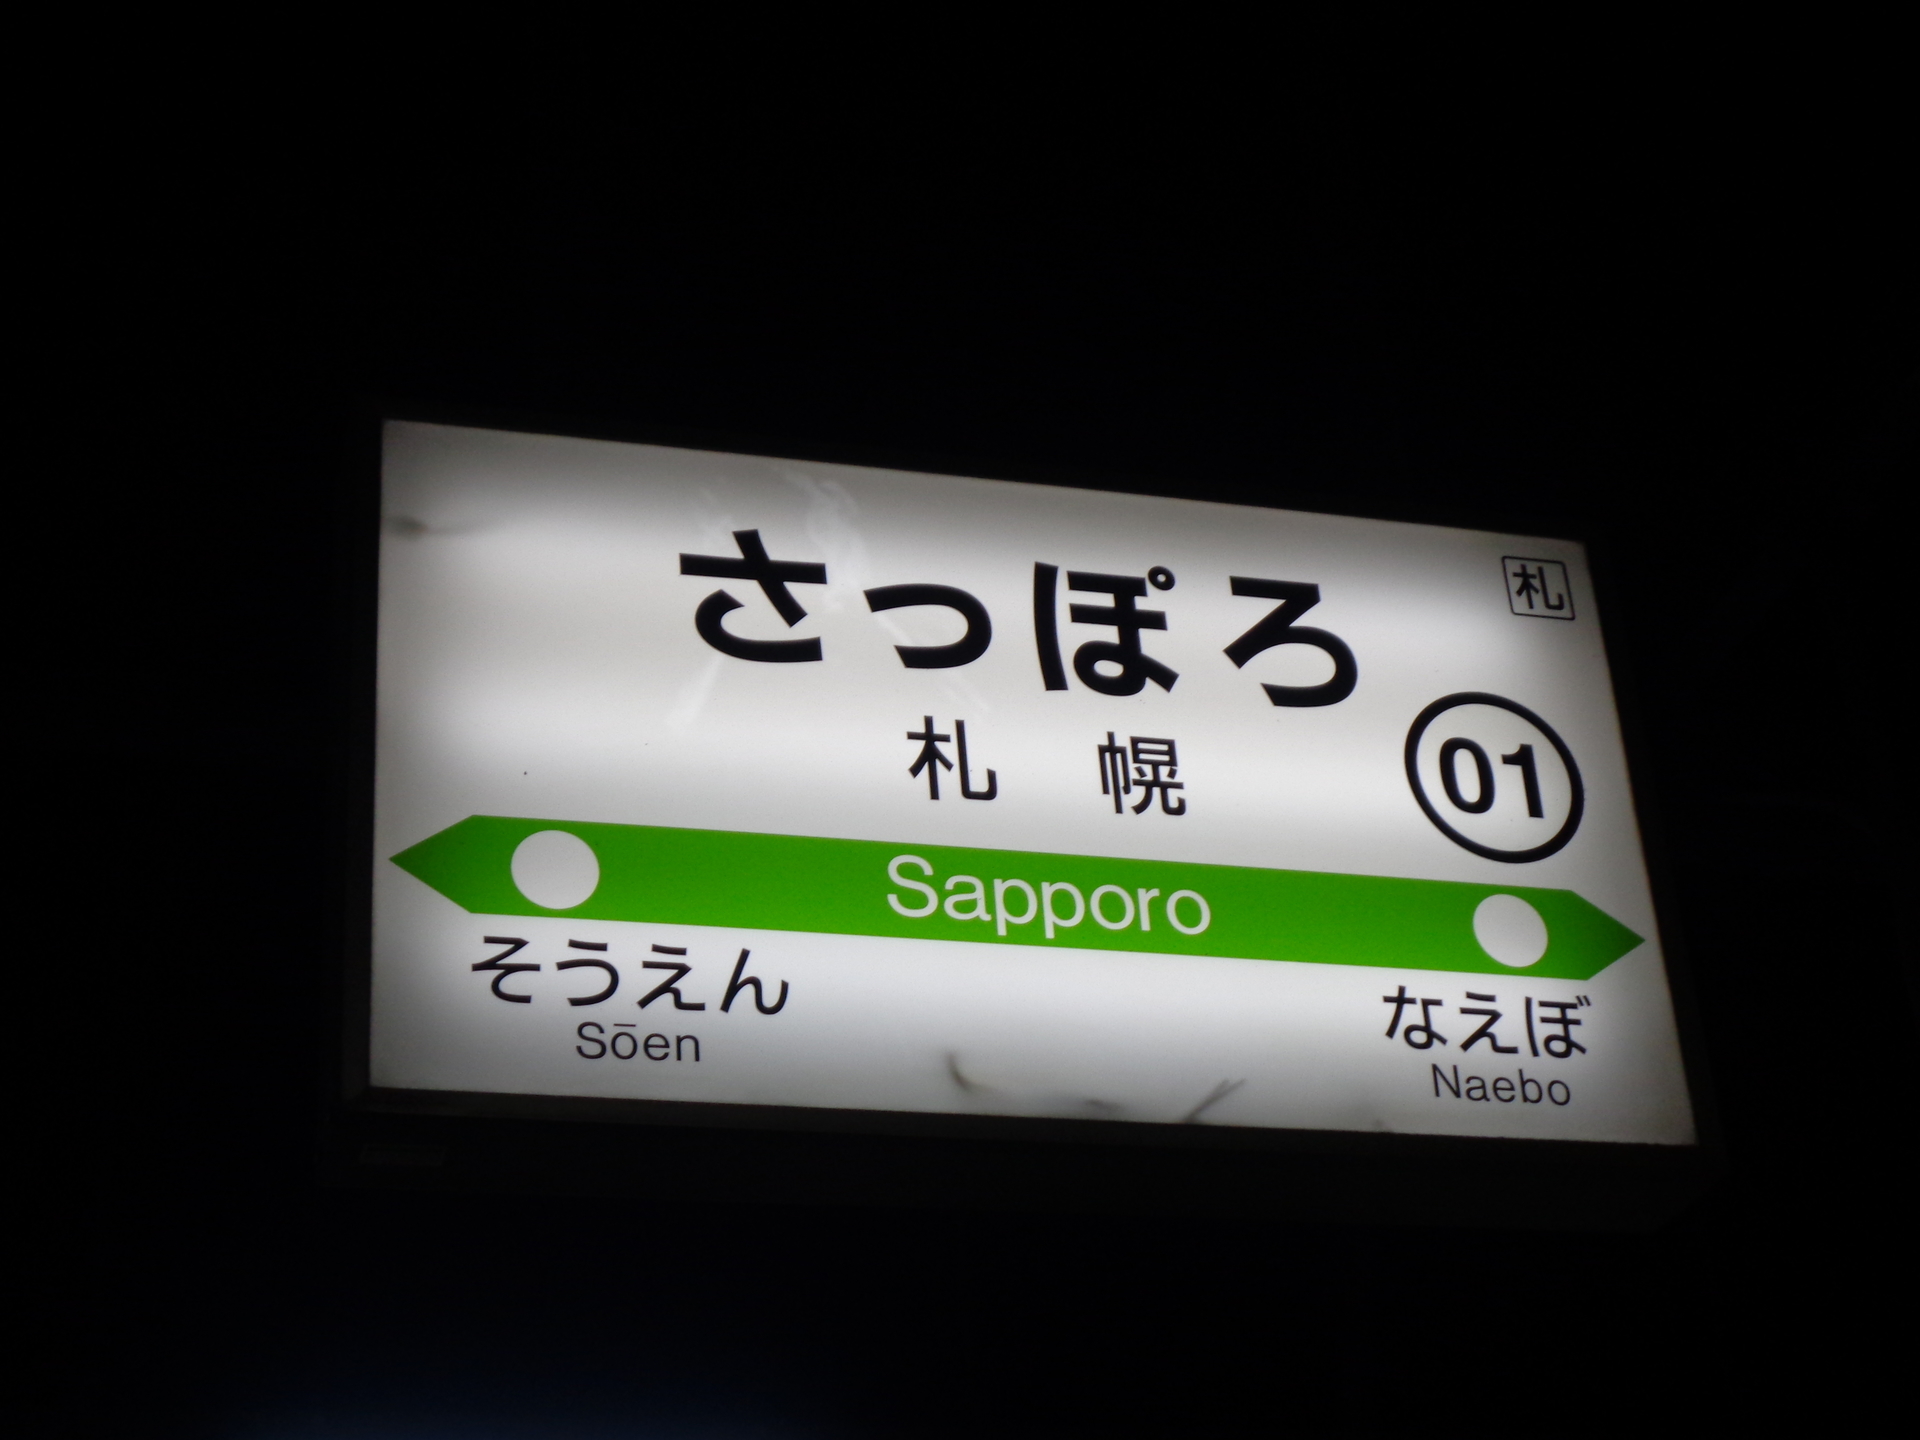 札
さっぽろ
札幌
01
Sapporo
そうえん
Sōen
なえぼ
Naebo